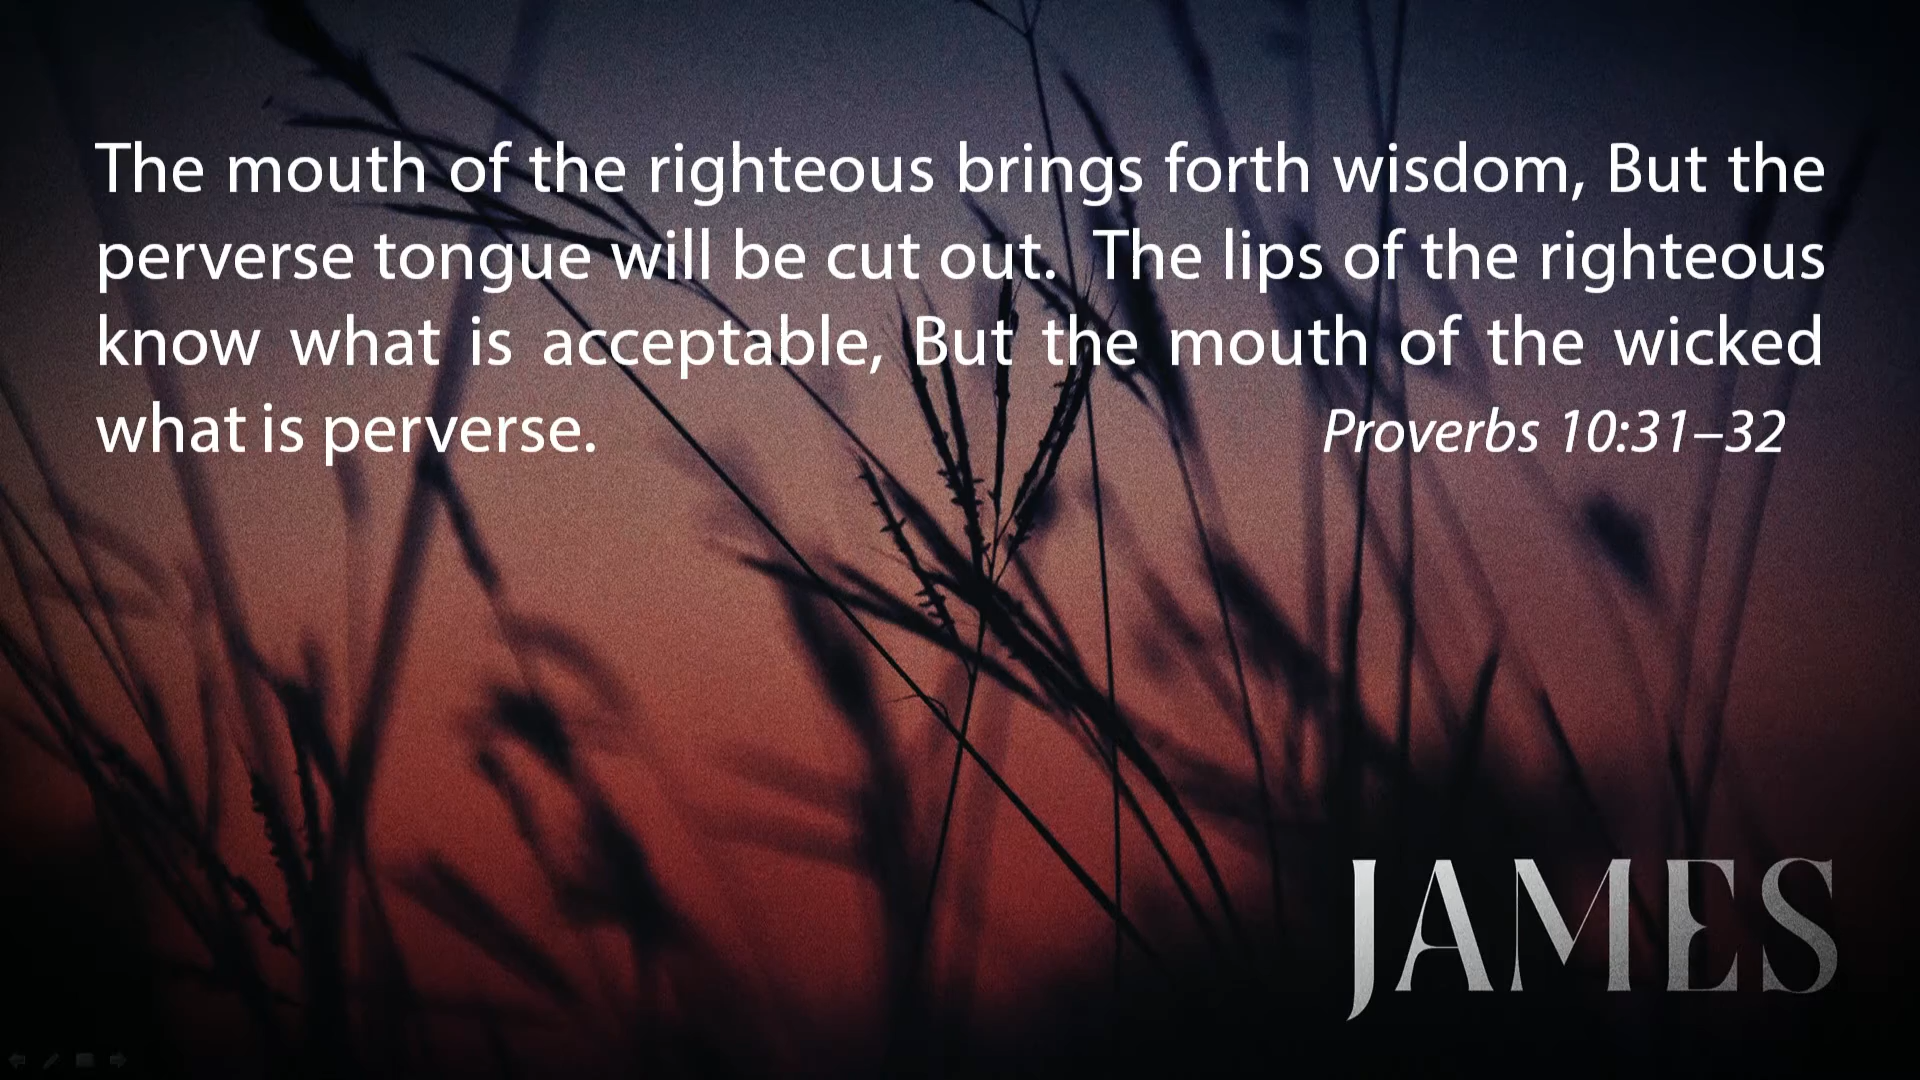 The mouth of the righteous brings forth wisdom, But the
perverse tongue will be cut out.  The lips of the righteous
know what is acceptable, But the mouth of the wicked
what is perverse. Proverbs 10:31–32
JAMES